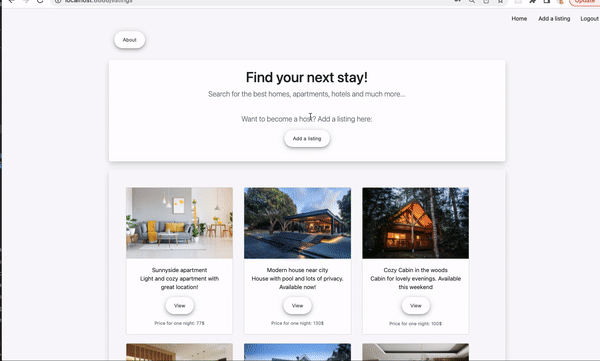 localhost:8888/listings
Update
Home Add a listing Logout
About
Find your next stay!
Search for the best homes, apartments, hotels and much more...
Want to become a host? Add a listing here:
Add a listing
Sunnyside apartment
Light and cozy apartment with
great location!
View
Price for one night: 77$
Modern house near city
House with pool and lots of privacy.
Available now!
View
Price for one night: 130$
Cozy Cabin in the woods
Cabin for lovely evenings. Available
this weekend
View
Price for one night: 100$